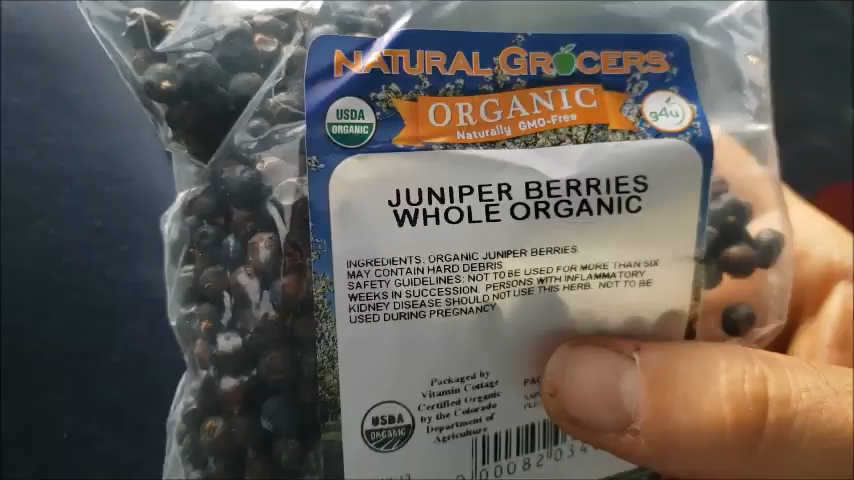 NATURAL GROCERS
USDA
ORGANIC
ORGANIC
Naturally GMO-Free
g4u
JUNIPER BERRIES
WHOLE ORGANIC
INGREDIENTS: ORGANIC JUNIPER BERRIES.
MAY CONTAIN HARD DEBRIS
SAFETY GUIDELINES: NOT TO BE USED FOR MORE THAN SIX
WEEKS IN SUCCESSION. PERSONS WITH INFLAMMATORY
KIDNEY DISEASE SHOULD NOT USE THIS HERB. NOT TO BE
USED DURING PREGNANCY
Packaged by
Vitamin Cottage
Certified Organic
by the Colorado
Department of
Agriculture
USDA
ORGANIC
00082034